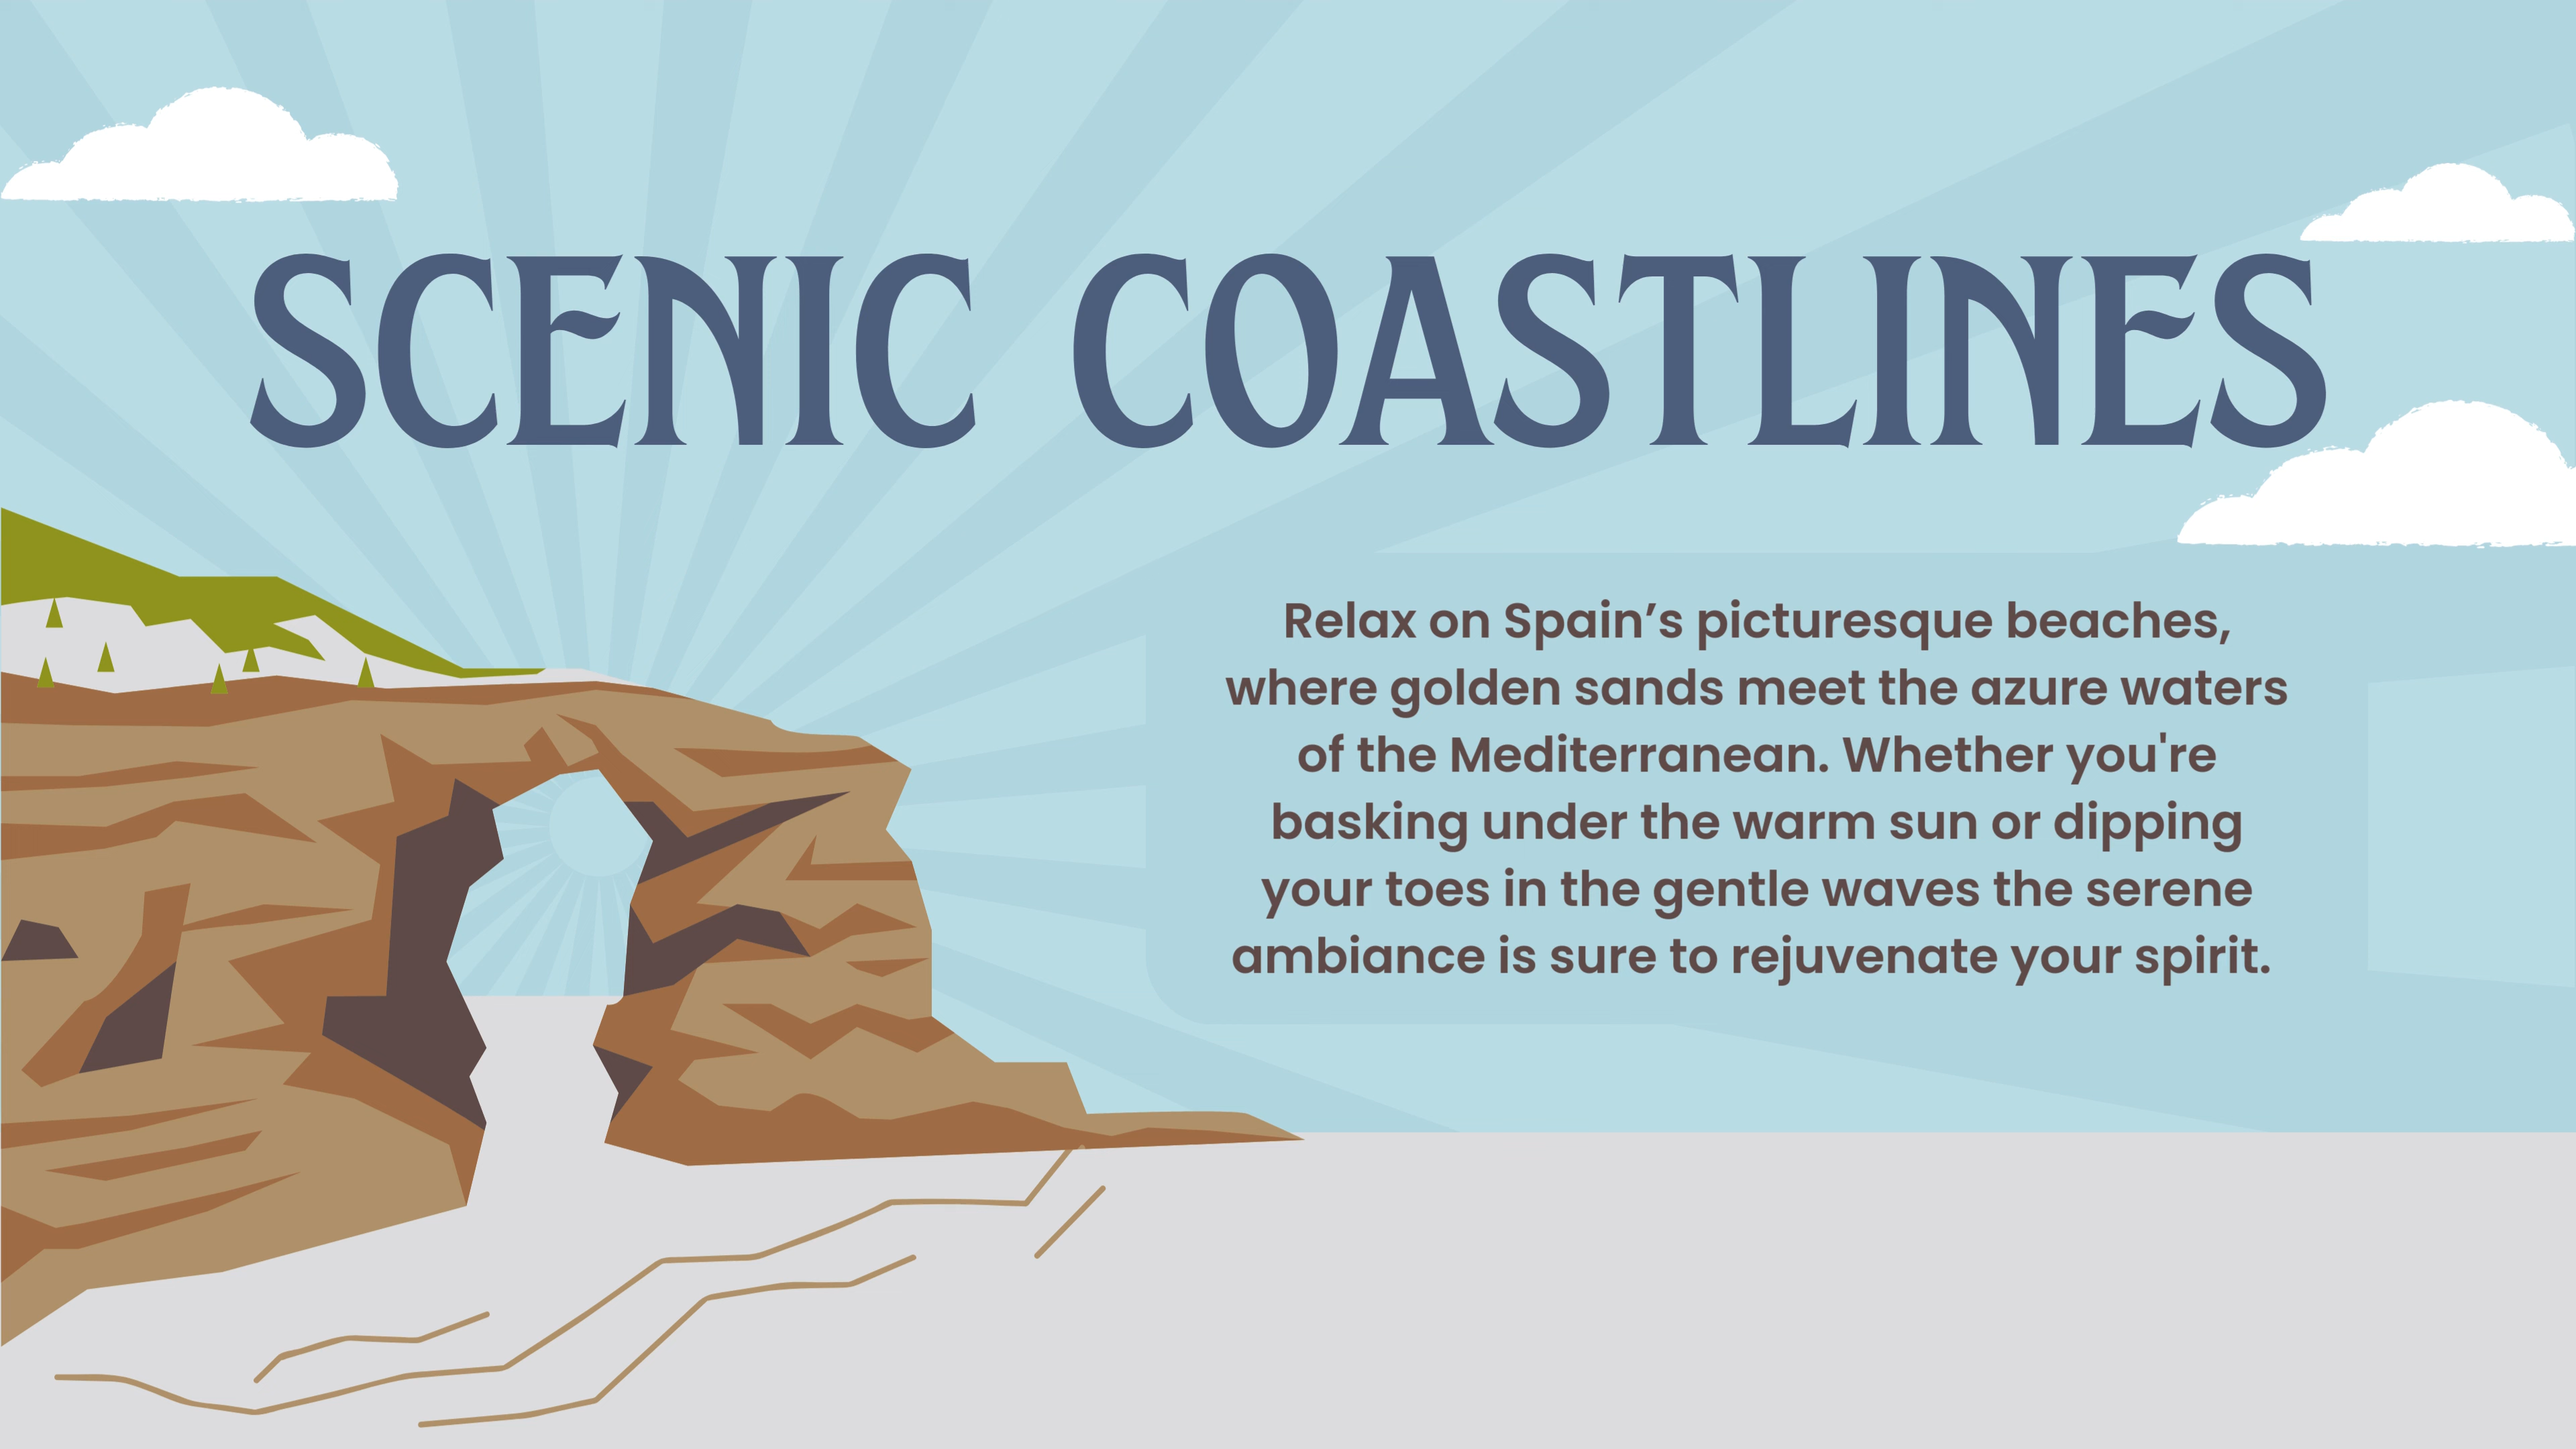 SCENIC COASTLINES
Relax on Spain’s picturesque beaches,
where golden sands meet the azure waters
of the Mediterranean. Whether you're
basking under the warm sun or dipping
your toes in the gentle waves the serene
ambiance is sure to rejuvenate your spirit.